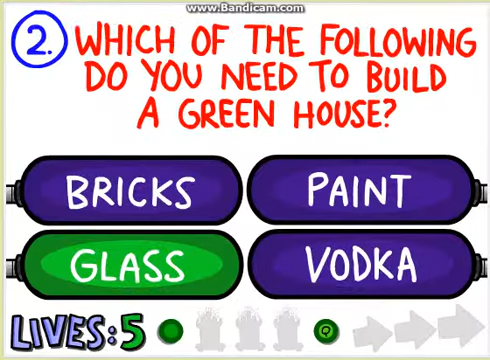 www.Bandicam.com
2. WHICH OF THE FOLLOWING
DO YOU NEED TO BUILD
A GREEN HOUSE?
BRICKS
PAINT
GLASS
VODKA
LIVES:5
Q